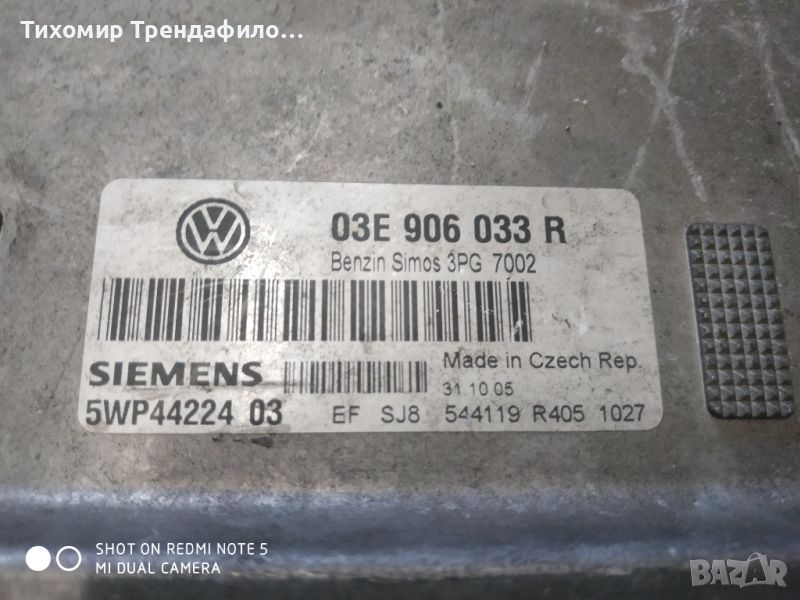 Тихомир Трендафило...
03E 906 033 R
Benzin Simos 3PG 7002
SIEMENS
Made in Czech Rep.
31.10.05
5WP44224 03 EF SJ8 544119 R405 1027
SHOT ON REDMI NOTE 5
MI DUAL CAMERA
BAZAR